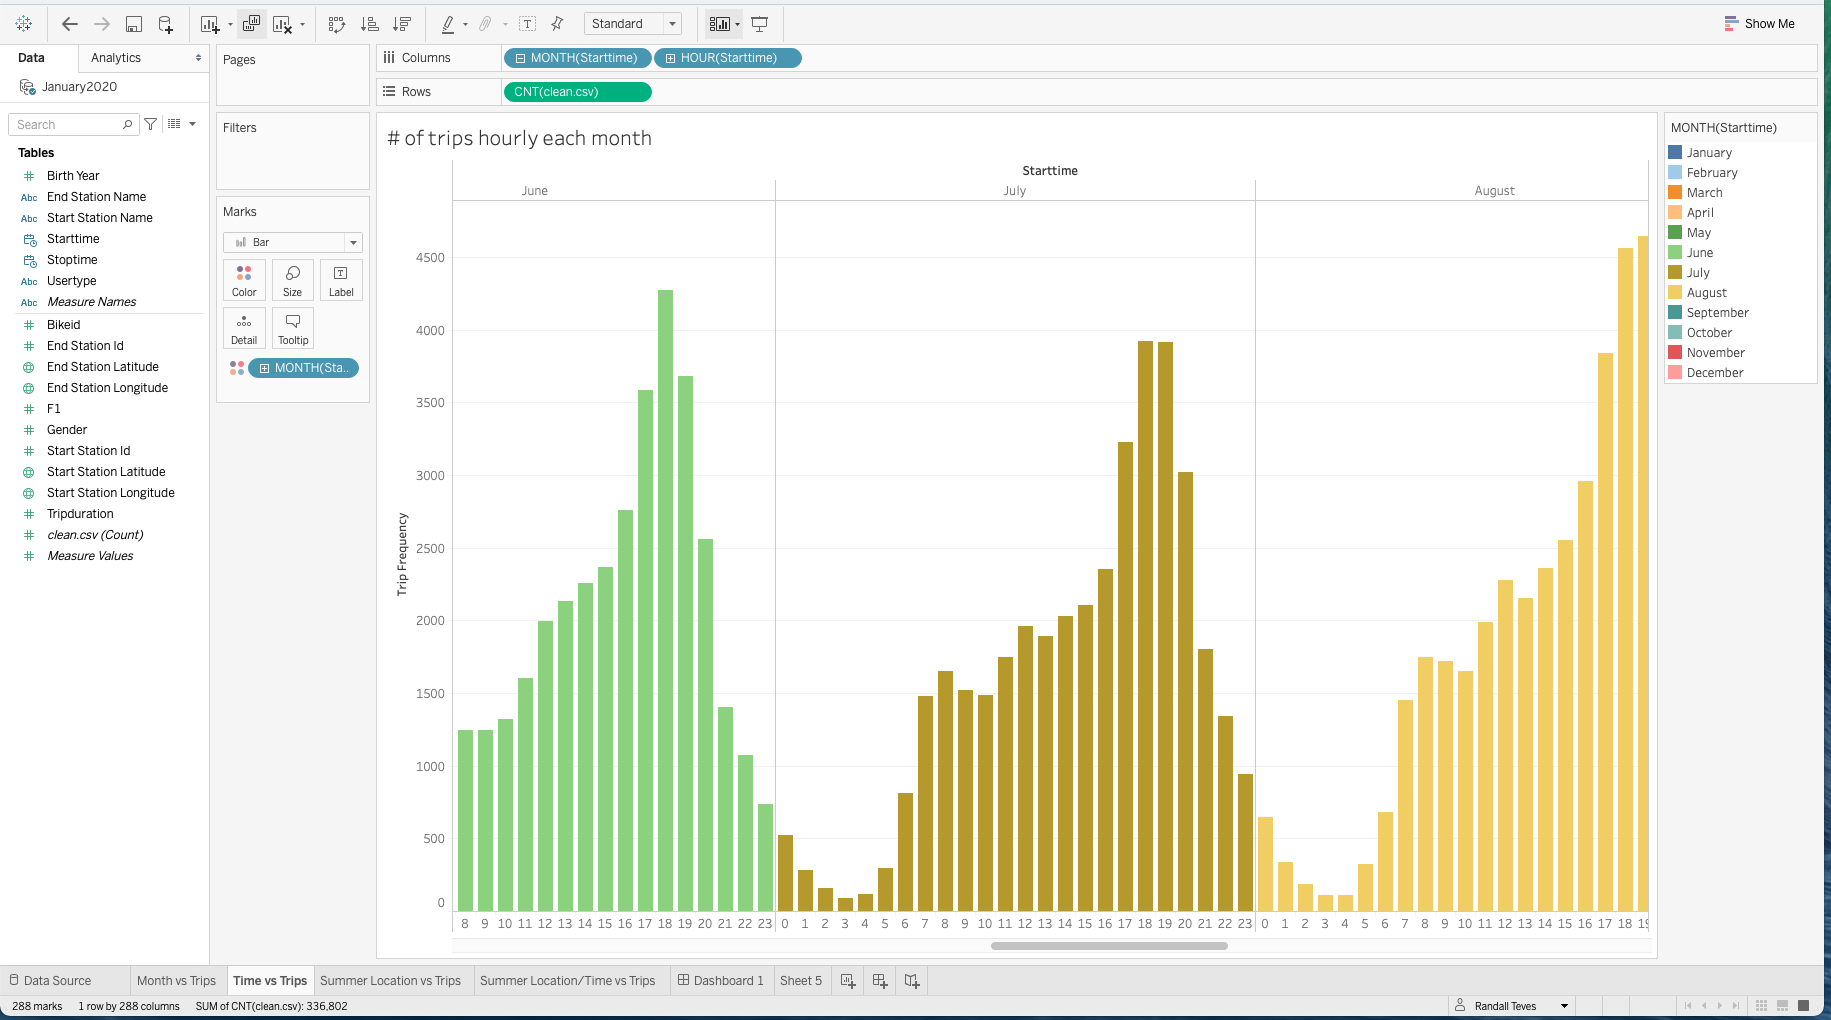 Standard
Show Me
Data
Analytics
Pages
Columns
MONTH(Starttime)
HOUR(Starttime)
January2020
Rows
CNT(clean.csv)
Search
Filters
Tables
Birth Year
Abc End Station Name
Abc Start Station Name
Starttime
Stoptime
Abc Usertype
Abc Measure Names
Bikeid
End Station Id
End Station Latitude
End Station Longitude
F1
Gender
Start Station Id
Start Station Latitude
Start Station Longitude
Tripduration
clean.csv (Count)
Measure Values
Marks
Bar
Color
Size
Label
Detail
Tooltip
MONTH(Sta..
# of trips hourly each month
Starttime
June
July
August
Trip Frequency
4500
4000
3500
3000
2500
2000
1500
1000
500
0
8 9 10 11 12 13 14 15 16 17 18 19 20 21 22 23 0 1 2 3 4 5 6 7 8 9 10 11 12 13 14 15 16 17 18 19 20 21 22 23 0 1 2 3 4 5 6 7 8 9 10 11 12 13 14 15 16 17 18 19
MONTH(Starttime)
January
February
March
April
May
June
July
August
September
October
November
December
Data Source
Month vs Trips
Time vs Trips
Summer Location vs Trips
Summer Location/Time vs Trips
Dashboard 1
Sheet 5
288 marks
1 row by 288 columns
SUM of CNT(clean.csv): 336,802
Randall Teves